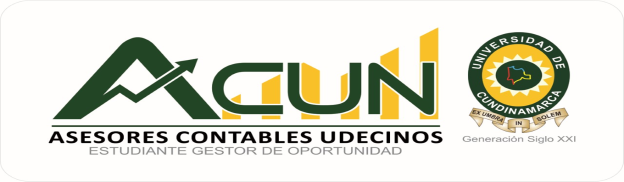 ACUN
ASESORES CONTABLES UDECINOS
ESTUDIANTE GESTOR DE OPORTUNIDAD
UNIVERSIDAD DE
CUNDINAMARCA
EX UMBRA IN SOLEM
Generación Siglo XXI